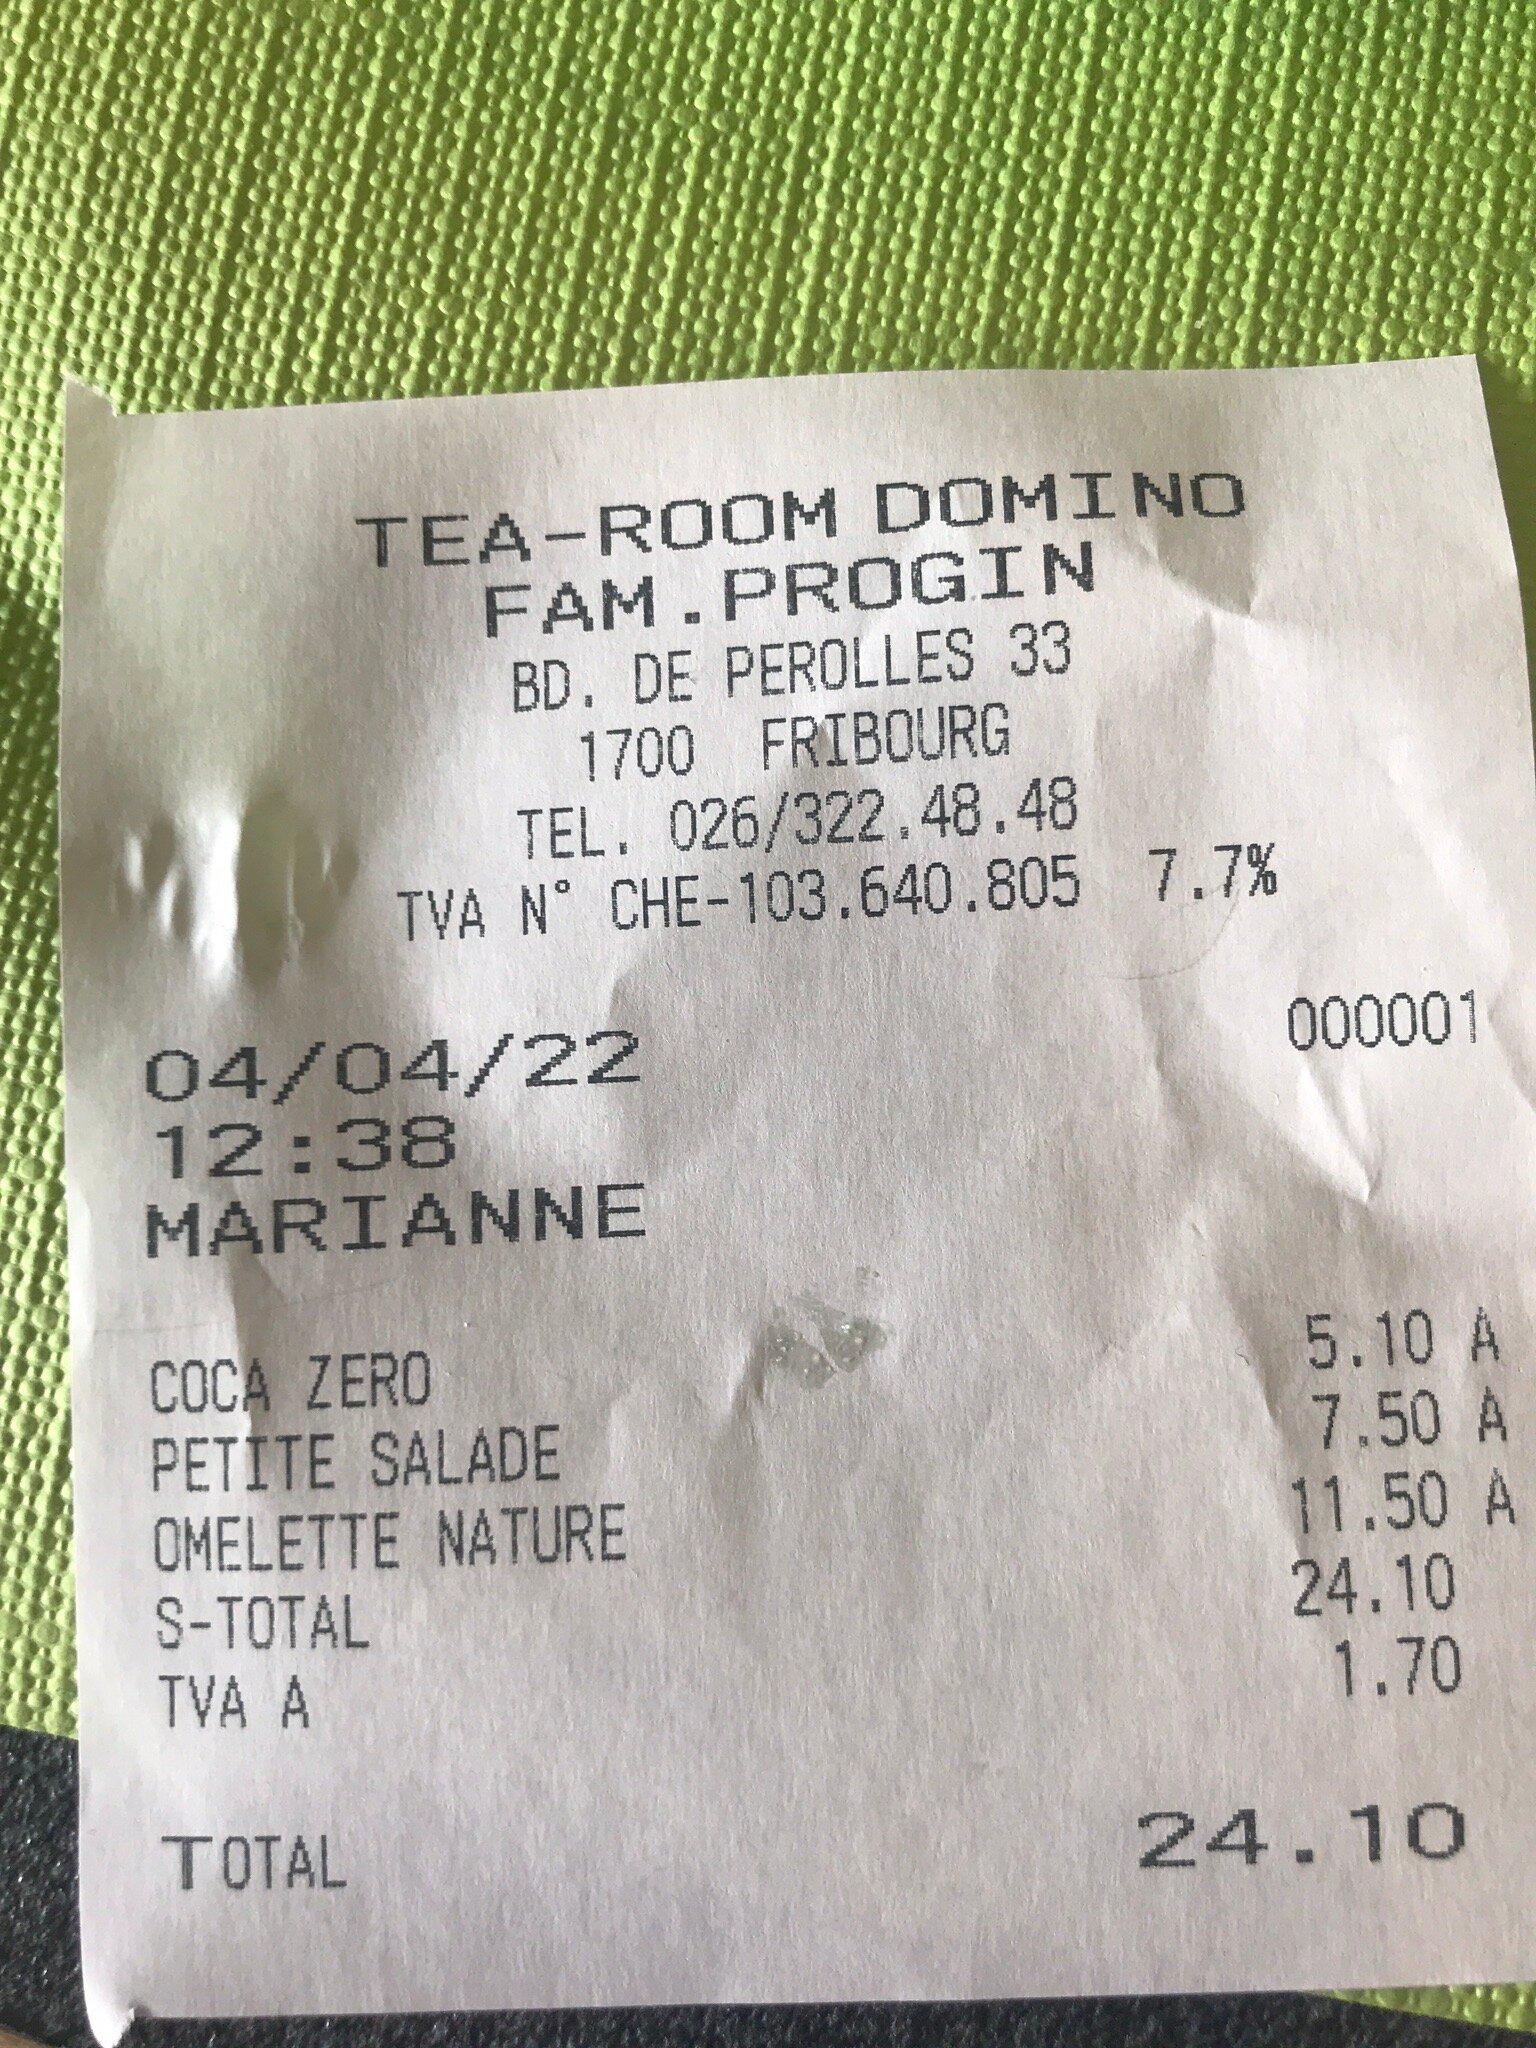 TEA-ROOM DOMINO
FAM.PROGIN
BD. DE PEROLLES 33
1700 FRIBOURG
TEL. 026/322.48.48
TVA N° CHE-103.640.805 7.7%
000001
04/04/22
12:38
MARIANNE
COCA ZERO 5.10 A
PETITE SALADE 7.50 A
OMELETTE NATURE 11.50 A
S-TOTAL 24.10
TVA A 1.70
TOTAL 24.10